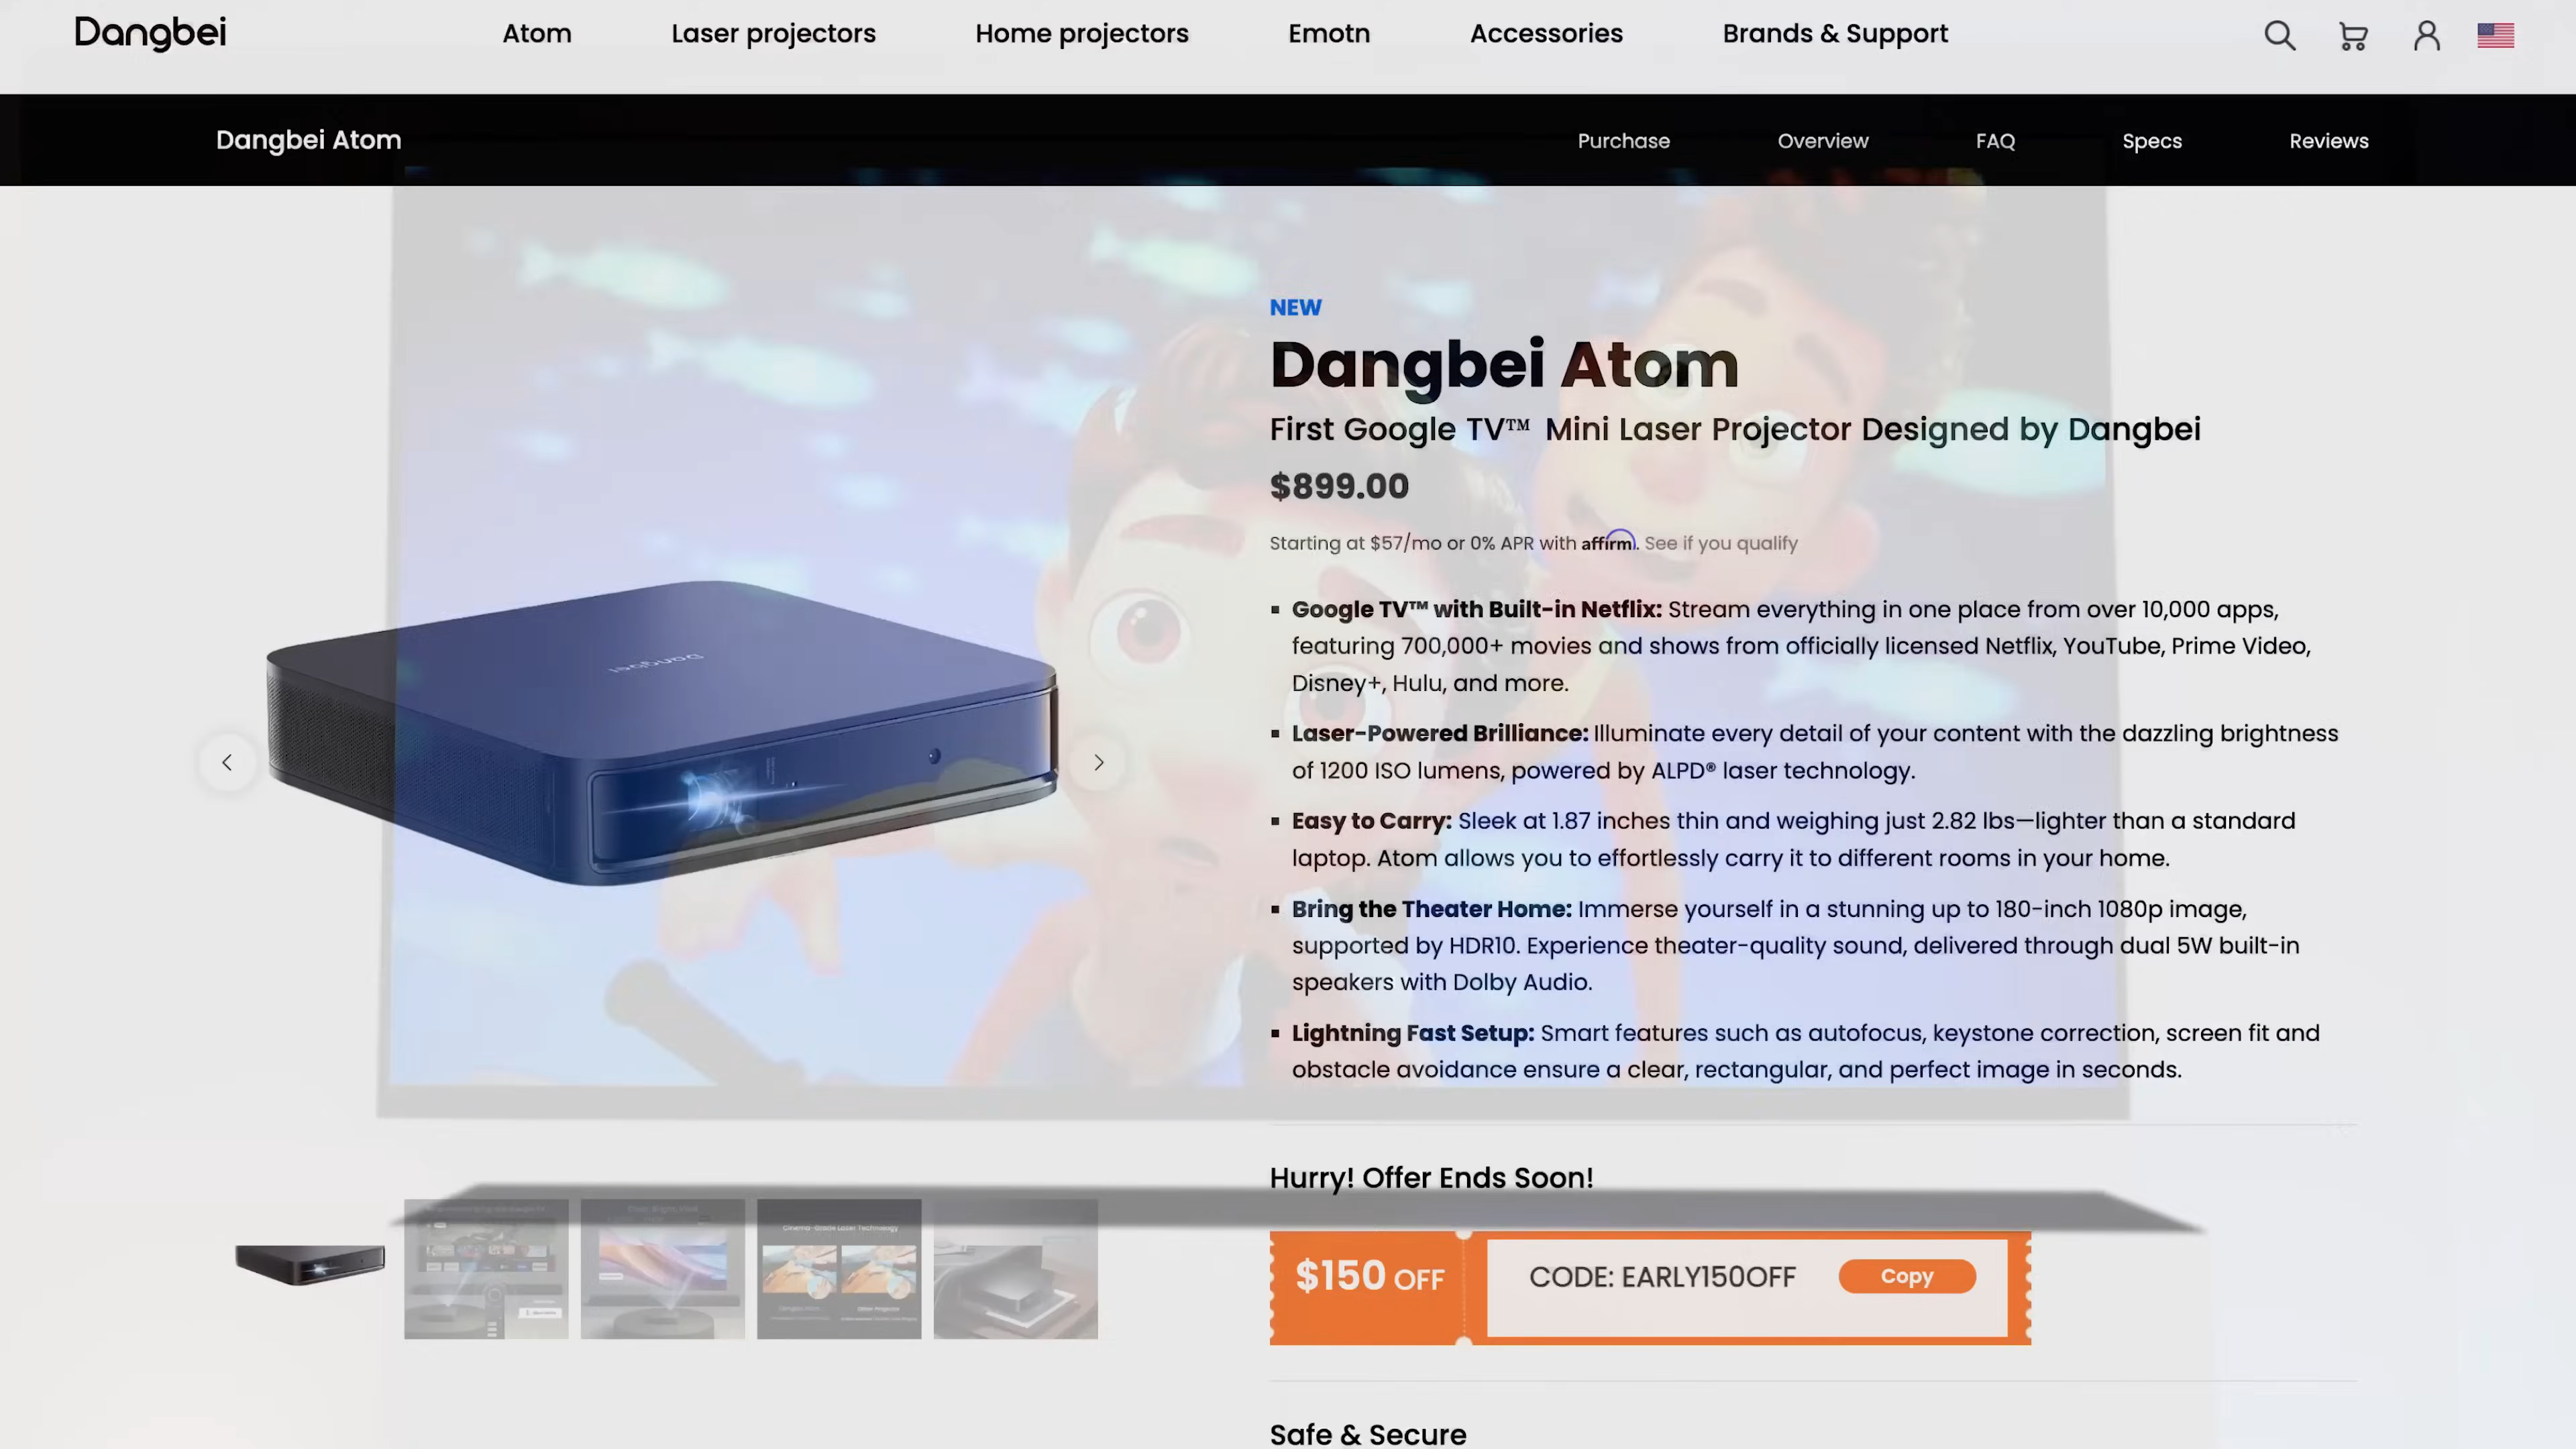 Dangbei
Atom
Laser projectors
Home projectors
Emotn
Accessories
Brands & Support
Dangbei Atom
Purchase
Overview
FAQ
Specs
Reviews
NEW
Dangbei Atom
First Google TV™ Mini Laser Projector Designed by Dangbei
$899.00
Starting at $57/mo or 0% APR with affirm. See if you qualify
Google TV™ with Built-in Netflix: Stream everything in one place from over 10,000 apps,
featuring 700,000+ movies and shows from officially licensed Netflix, YouTube, Prime Video,
Disney+, Hulu, and more.
Laser-Powered Brilliance: Illuminate every detail of your content with the dazzling brightness
of 1200 ISO lumens, powered by ALPD® laser technology.
Easy to Carry: Sleek at 1.87 inches thin and weighing just 2.82 lbs—lighter than a standard
laptop. Atom allows you to effortlessly carry it to different rooms in your home.
Bring the Theater Home: Immerse yourself in a stunning up to 180-inch 1080p image,
supported by HDR10. Experience theater-quality sound, delivered through dual 5W built-in
speakers with Dolby Audio.
Lightning Fast Setup: Smart features such as autofocus, keystone correction, screen fit and
obstacle avoidance ensure a clear, rectangular, and perfect image in seconds.
Dangbei
Hurry! Offer Ends Soon!
$150 OFF
CODE: EARLY150OFF
Copy
Cinema-Grade Laser Technology
Safe & Secure